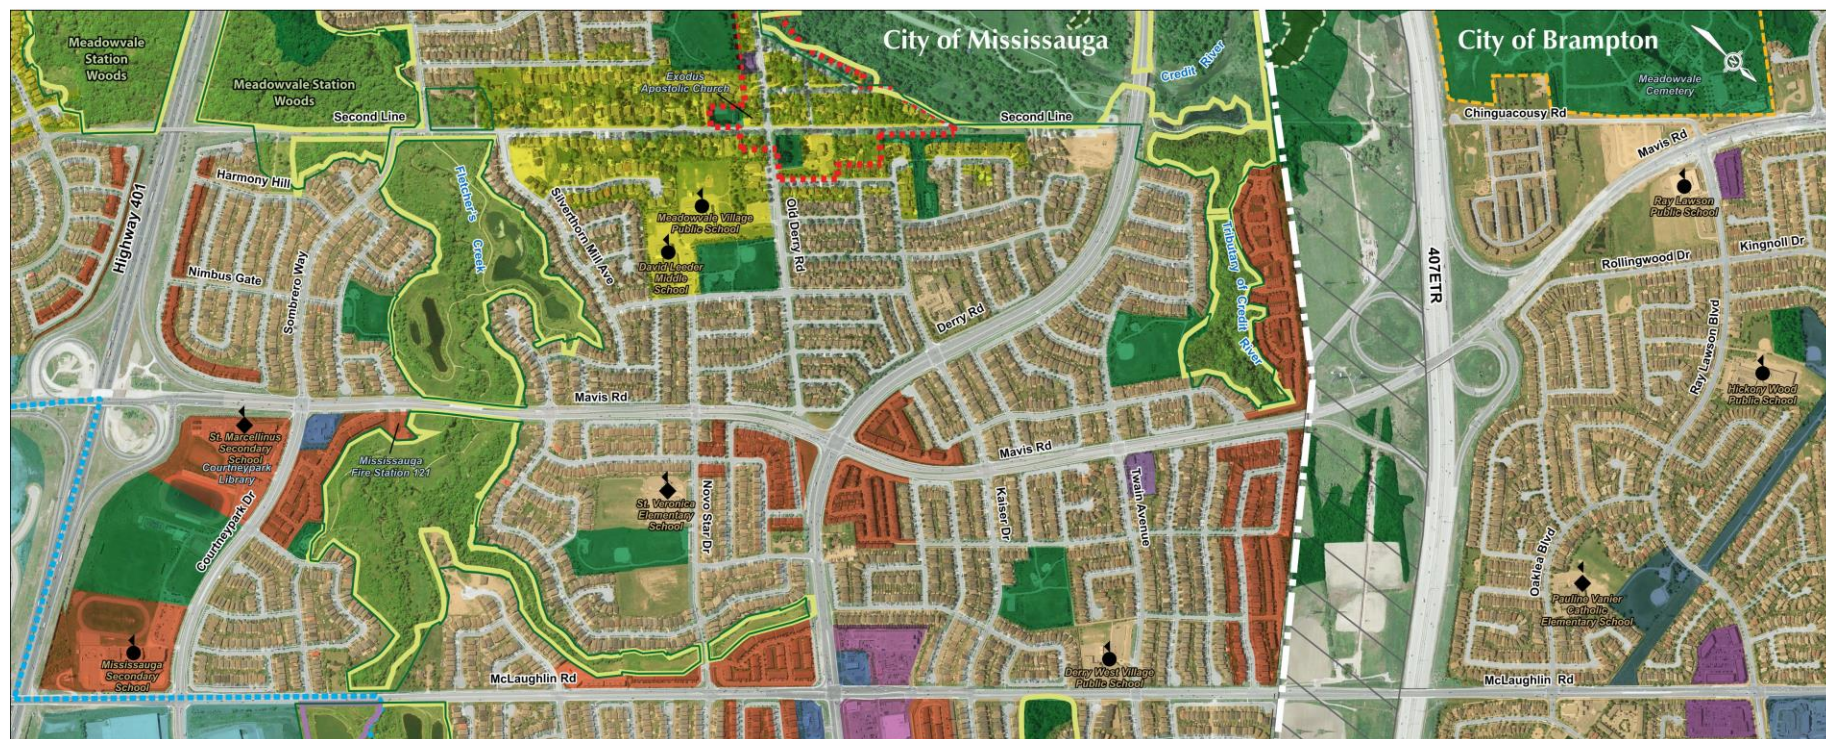 City of Mississauga
City of Brampton
Meadowvale
Station
Woods
Meadowvale Station
Woods
Exodus
Apostolic Church
Credit River
Meadowvale
Cemetery
N
Second Line
Second Line
Chinguacousy Rd
Mavis Rd
Harmony Hill
Highway 401
Fletcher's
Creek
Silverthorn Mill Ave
Meadowvale Village
Public School
Old Derry Rd
Ray Lawson
Public School
David Leeder
Middle
School
Tributary of Credit
River
407ETR
Rollingwood Dr
Kingnoll Dr
Nimbus Gate
Sombrero Way
Derry Rd
Ray Lawson Blvd
Hickory Wood
Public School
Mavis Rd
St. Marcellinus
Secondary
School
Courtneypark
Library
Mississauga
Fire Station 121
Mavis Rd
St. Veronica
Elementary
School
Novo Star Dr
Kaiser Dr
Twain Avenue
Courtneypark Dr
Oaklea Blvd
Pauline Vanier
Catholic
Elementary School
Mississauga
Secondary
School
McLaughlin Rd
Derry West Village
Public School
McLaughlin Rd